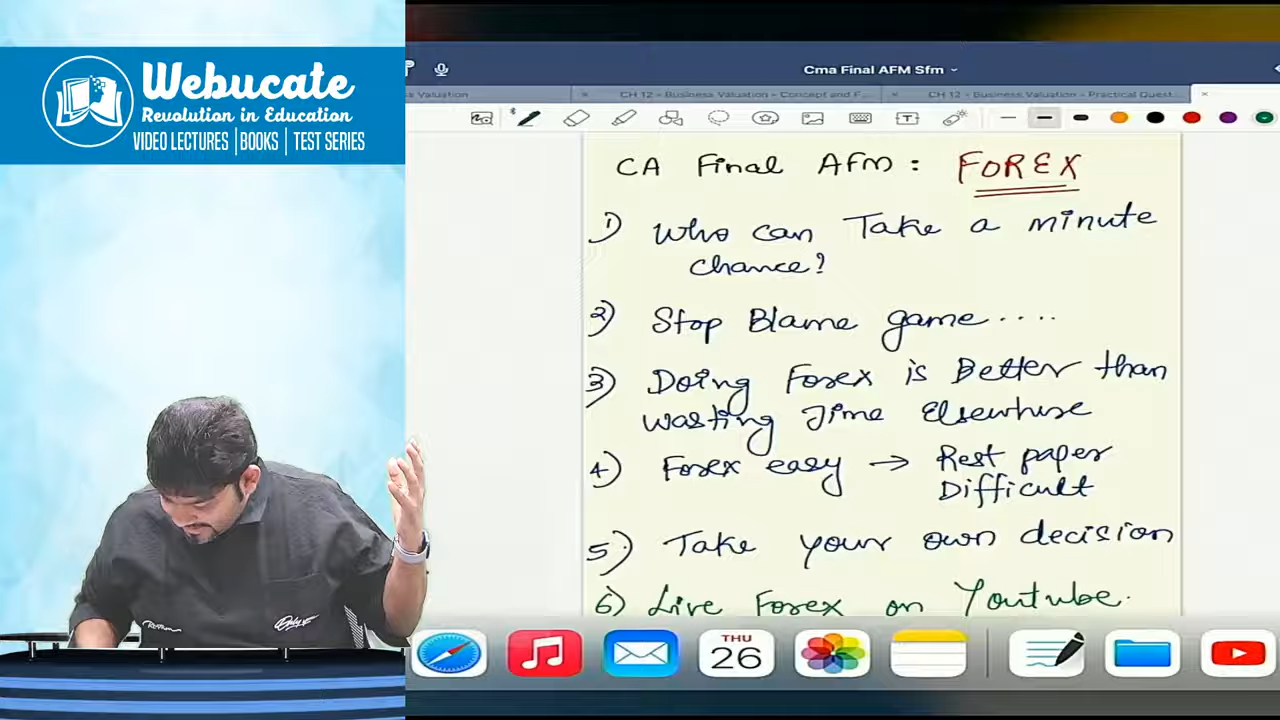 Webucate
Revolution in Education
VIDEO LECTURES | BOOKS | TEST SERIES
Cma Final AFM Sfm
Valuation
CH 12 - Business Valuation - Concept and F
CH 12 - Business Valuation - Practical Quest
CA Final AFM : FOREX
1) Who can Take a minute
chance?
2) Stop Blame game....
3) Doing Forex is Better than
Wasting Time Elsewhere
4) Forex easy → Rest paper
Difficult
5) Take your own decision
6) Live Forex on Youtube.
THU
26